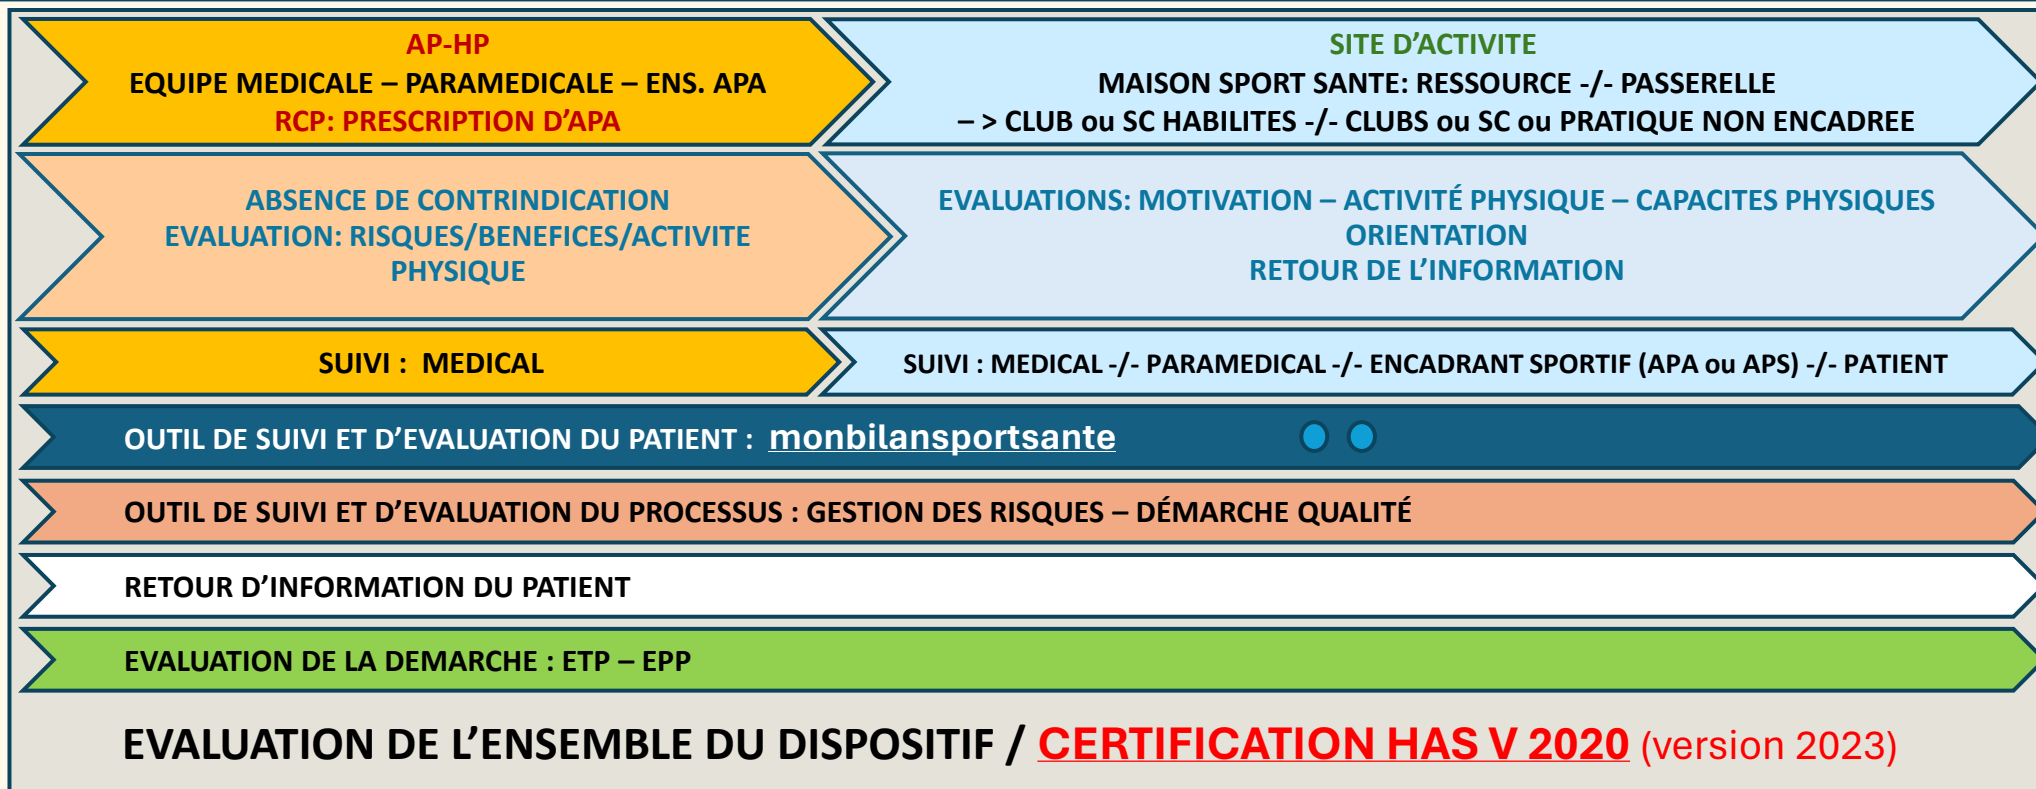 AP-HP
EQUIPE MEDICALE – PARAMEDICALE – ENS. APA
RCP: PRESCRIPTION D’APA
SITE D’ACTIVITE
MAISON SPORT SANTE: RESSOURCE -/- PASSERELLE
– > CLUB ou SC HABILITES -/- CLUBS ou SC ou PRATIQUE NON ENCADREE
ABSENCE DE CONTRINDICATION
EVALUATION: RISQUES/BENEFICES/ACTIVITE
PHYSIQUE
EVALUATIONS: MOTIVATION – ACTIVITÉ PHYSIQUE – CAPACITES PHYSIQUES
ORIENTATION
RETOUR DE L’INFORMATION
SUIVI : MEDICAL
SUIVI : MEDICAL -/- PARAMEDICAL -/- ENCADRANT SPORTIF (APA ou APS) -/- PATIENT
OUTIL DE SUIVI ET D’EVALUATION DU PATIENT : monbilansportsante
OUTIL DE SUIVI ET D’EVALUATION DU PROCESSUS : GESTION DES RISQUES – DÉMARCHE QUALITÉ
RETOUR D’INFORMATION DU PATIENT
EVALUATION DE LA DEMARCHE : ETP – EPP
EVALUATION DE L’ENSEMBLE DU DISPOSITIF / CERTIFICATION HAS V 2020 (version 2023)